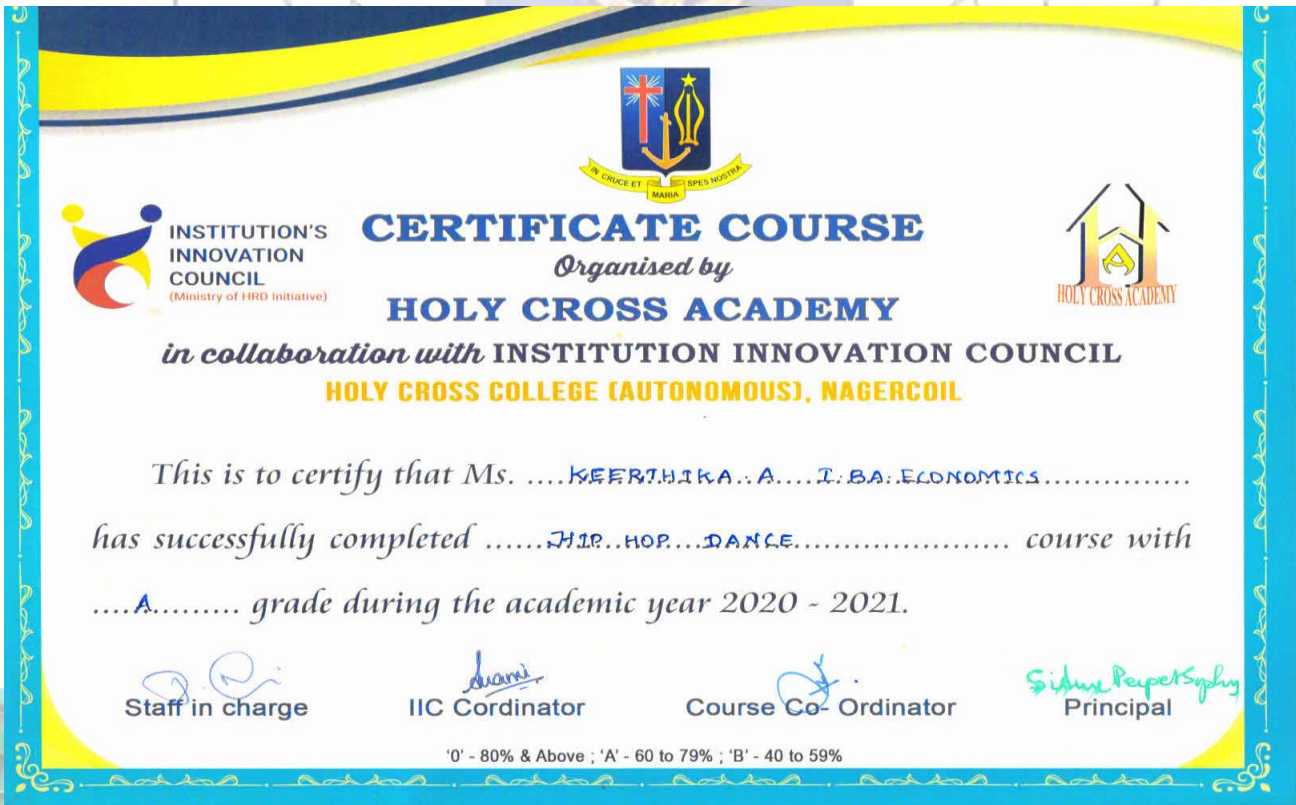 IN CRUCE ET MARIA SPES NOSTRA
INSTITUTION'S
INNOVATION
COUNCIL
(Ministry of HRD Initiative)
CERTIFICATE COURSE
Organised by
HOLY CROSS ACADEMY
HOLY CROSS ACADEMY
in collaboration with INSTITUTION INNOVATION COUNCIL
HOLY CROSS COLLEGE (AUTONOMOUS), NAGERCOIL
This is to certify that Ms. ....KEERTHIKA..A....I.BA.ECONOMICS...............
has successfully completed ......HIP..HOP....DANCE...................... course with
....A......... grade during the academic year 2020 - 2021.
Staff in charge
IIC Cordinator
Course Co- Ordinator
Principal
'0' - 80% & Above ; 'A' - 60 to 79% ; 'B' - 40 to 59%